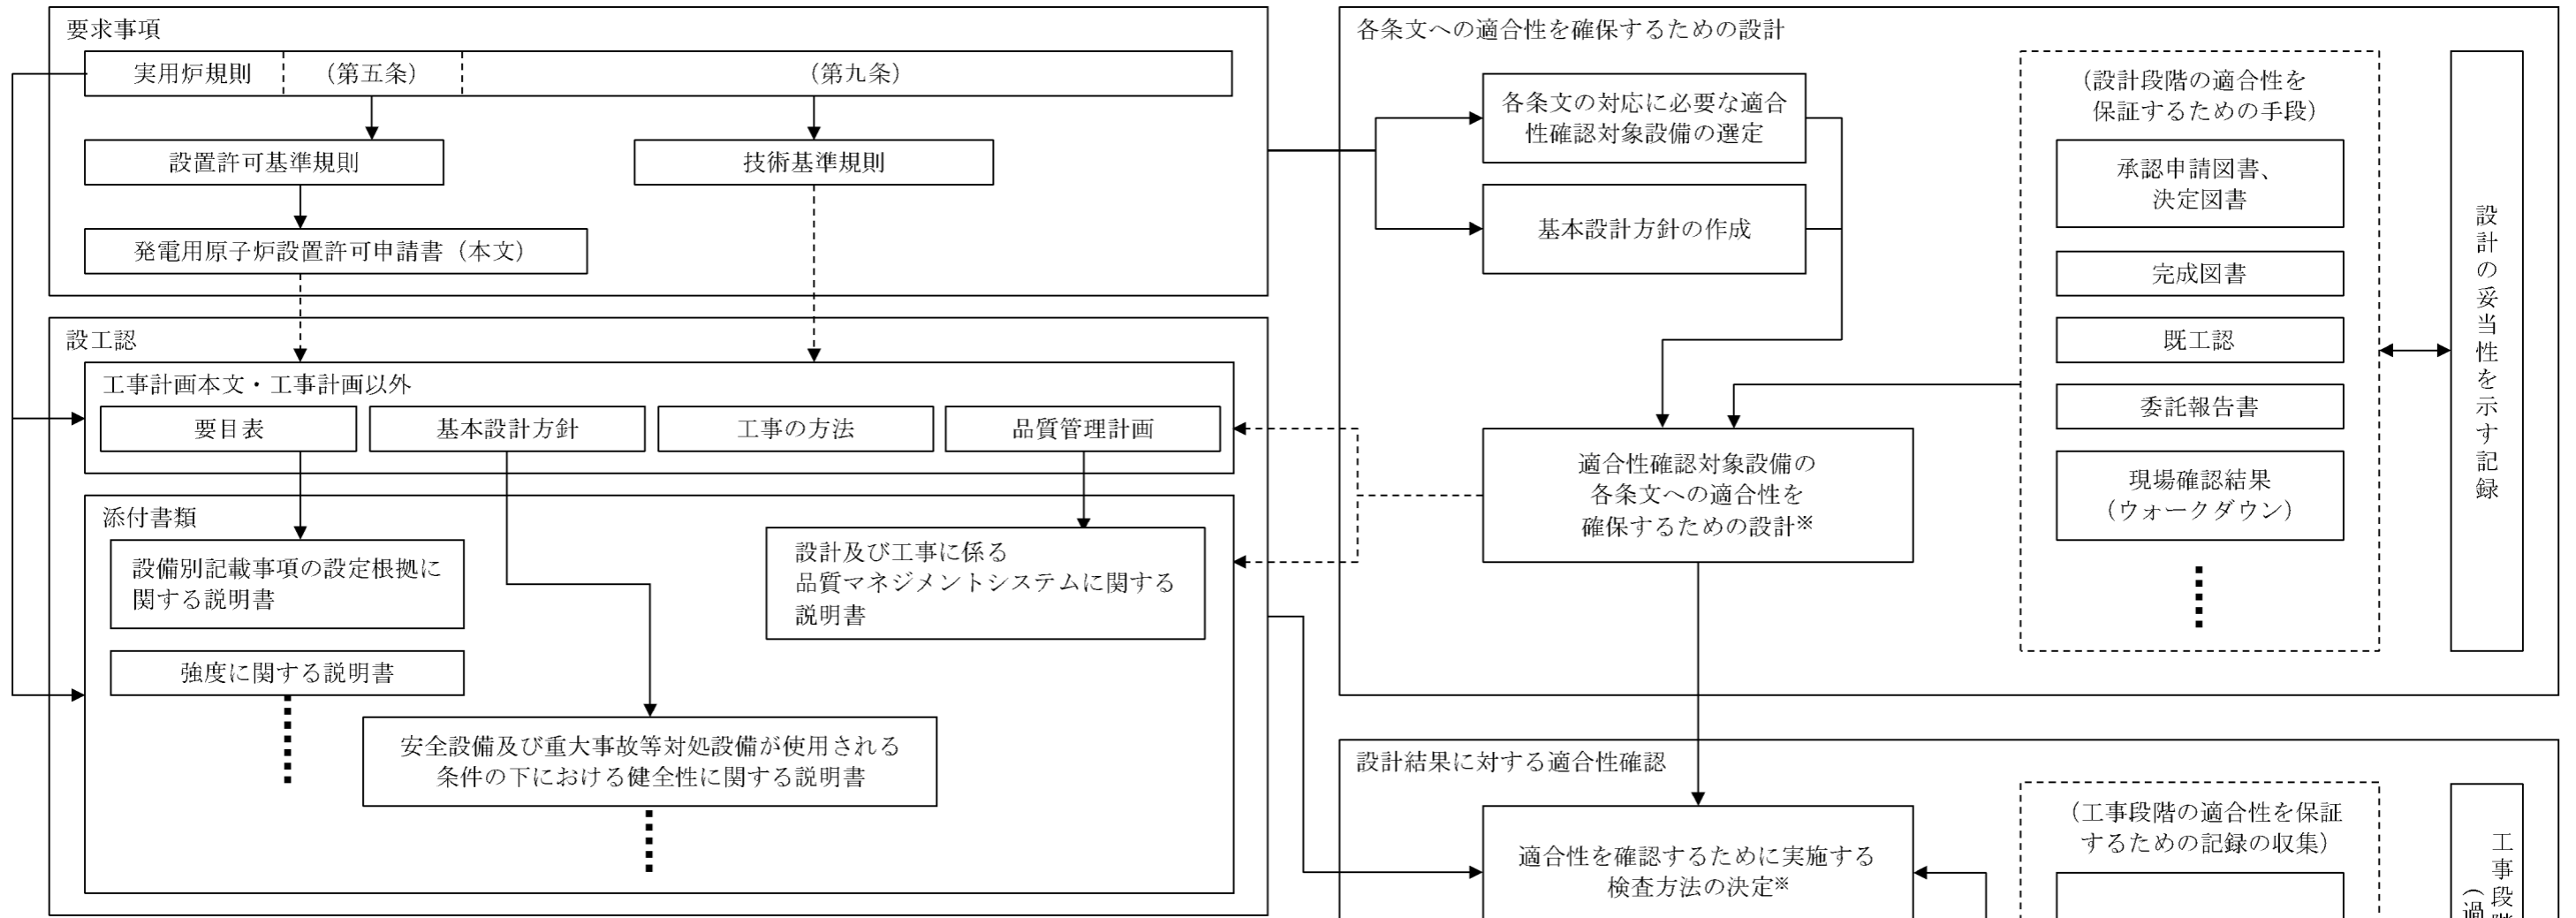 要求事項
実用炉規則
（第五条）
（第九条）
設置許可基準規則
技術基準規則
発電用原子炉設置許可申請書（本文）
設工認
工事計画本文・工事計画以外
要目表
基本設計方針
工事の方法
品質管理計画
添付書類
設備別記載事項の設定根拠に
関する説明書
設計及び工事に係る
品質マネジメントシステムに関する
説明書
強度に関する説明書
安全設備及び重大事故等対処設備が使用される
条件の下における健全性に関する説明書
各条文への適合性を確保するための設計
各条文の対応に必要な適合
性確認対象設備の選定
基本設計方針の作成
適合性確認対象設備の
各条文への適合性を
確保するための設計※
（設計段階の適合性を
保証するための手段）
承認申請図書、
決定図書
完成図書
既工認
委託報告書
現場確認結果
（ウォークダウン）
設計の妥当性を示す記録
設計結果に対する適合性確認
適合性を確認するために実施する
検査方法の決定※
（工事段階の適合性を保証
するための記録の収集）
工事段
（過